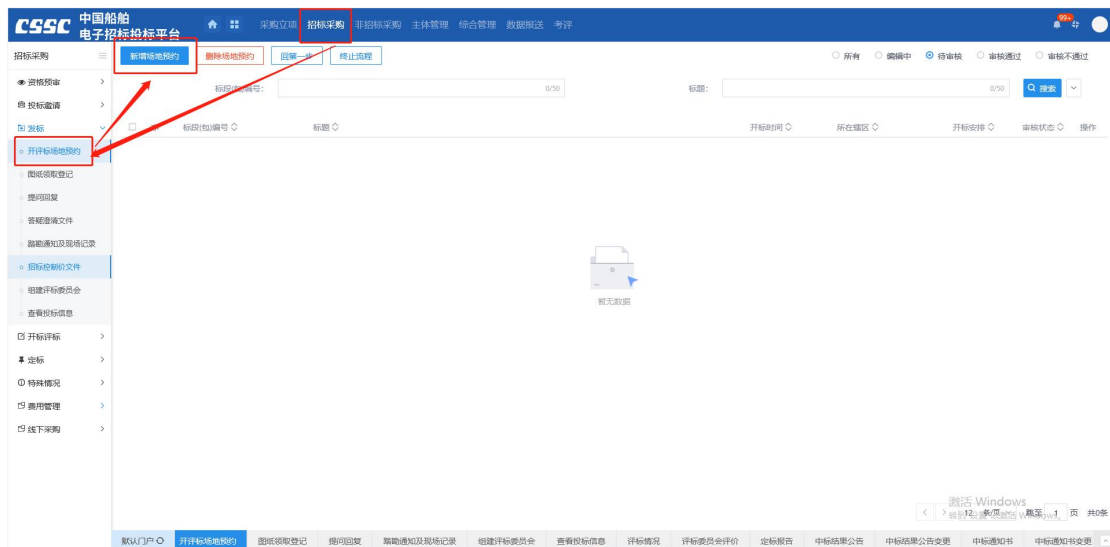 CSSC 中国船舶
电子招标投标平台
采购立项 招标采购 非招标采购 主体管理 综合管理 数据报送 考评
99+
招标采购
新增场地预约 删除场地预约 回第一步 终止流程
所有 编辑中 待审核 审核通过 审核不通过
资格预审
标段(包)编号: 0/50 标题: 0/50 搜索
投标邀请
发标
标段(包)编号 标题 开标时间 所在辖区 开标安排 审核状态 操作
开评标场地预约
图纸领取登记
提问回复
答疑澄清文件
踏勘通知及现场记录
招标控制价文件
组建评标委员会
查看投标信息
暂无数据
开标评标
定标
特殊情况
费用管理
线下采购
激活 Windows
12 条/页 跳至 1 页 共0条
默认门户 开评标场地预约 图纸领取登记 提问回复 踏勘通知及现场记录 组建评标委员会 查看投标信息 评标情况 评标委员会评价 定标报告 中标结果公告 中标结果公告变更 中标通知书 中标通知书变更